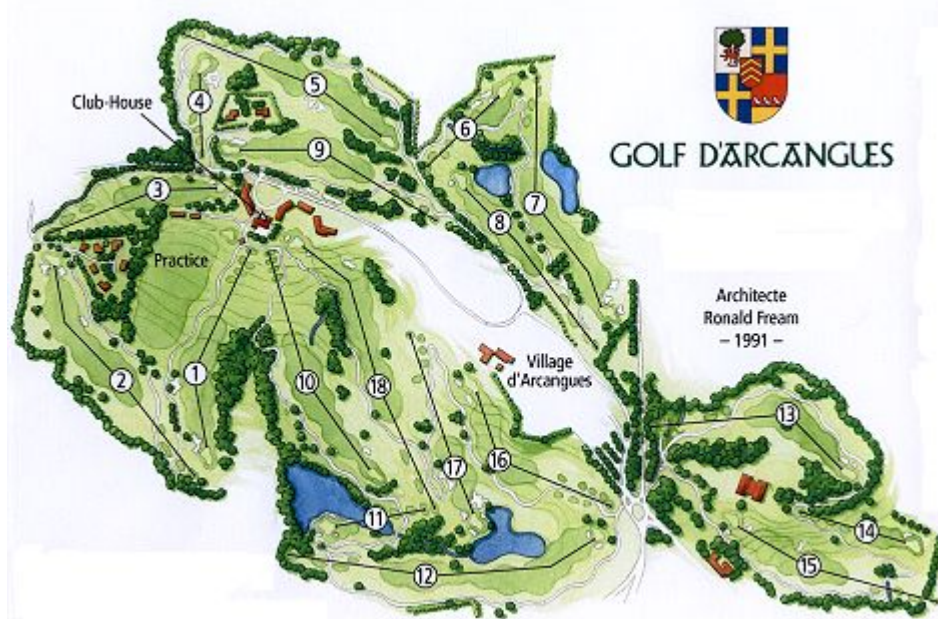 GOLF D'ARCANGUES
Club-House
Practice
Village
d'Arcangues
Architecte
Ronald Fream
– 1991 –
1
2
3
4
5
6
7
8
9
10
11
12
13
14
15
16
17
18